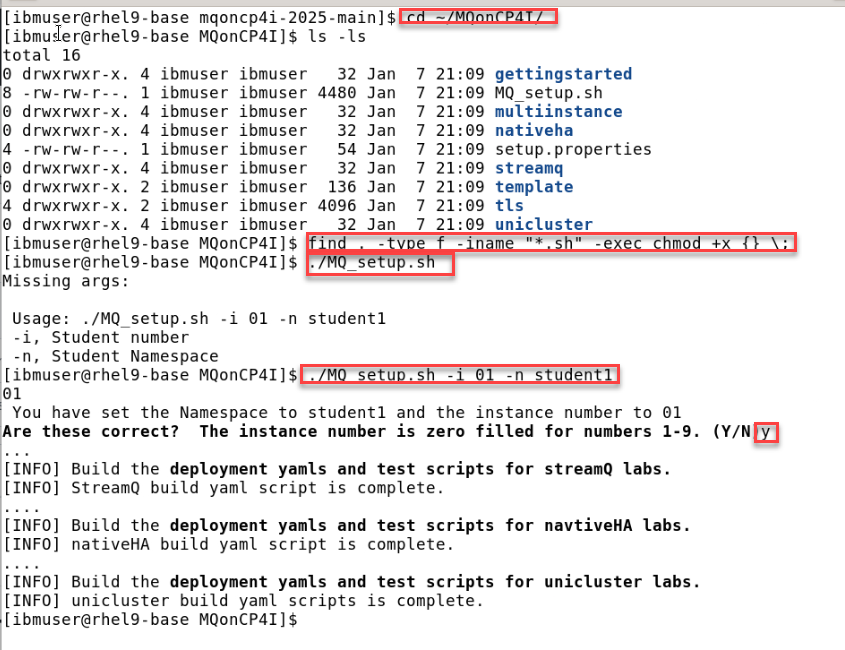 [ibmuser@rhel9-base mqoncp4i-2025-main]$ cd ~/MQonCP4I/
[ibmuser@rhel9-base MQonCP4I]$ ls -ls
total 16
0 drwxrwxr-x. 4 ibmuser ibmuser   32 Jan  7 21:09 gettingstarted
8 -rw-rw-r--. 1 ibmuser ibmuser 4480 Jan  7 21:09 MQ_setup.sh
0 drwxrwxr-x. 4 ibmuser ibmuser   32 Jan  7 21:09 multiinstance
0 drwxrwxr-x. 4 ibmuser ibmuser   32 Jan  7 21:09 nativeha
4 -rw-rw-r--. 1 ibmuser ibmuser   54 Jan  7 21:09 setup.properties
0 drwxrwxr-x. 4 ibmuser ibmuser   32 Jan  7 21:09 streamq
0 drwxrwxr-x. 2 ibmuser ibmuser  136 Jan  7 21:09 template
4 drwxrwxr-x. 2 ibmuser ibmuser 4096 Jan  7 21:09 tls
0 drwxrwxr-x. 4 ibmuser ibmuser   32 Jan  7 21:09 unicluster
[ibmuser@rhel9-base MQonCP4I]$ find . -type f -iname "*.sh" -exec chmod +x {} \;
[ibmuser@rhel9-base MQonCP4I]$ ./MQ_setup.sh
Missing args:
Usage: ./MQ_setup.sh -i 01 -n student1
-i, Student number
-n, Student Namespace
[ibmuser@rhel9-base MQonCP4I]$ ./MQ_setup.sh -i 01 -n student1
01
You have set the Namespace to student1 and the instance number to 01
Are these correct?  The instance number is zero filled for numbers 1-9. (Y/N y
...
[INFO] Build the deployment yamls and test scripts for streamQ labs.
[INFO] StreamQ build yaml script is complete.
....
[INFO] Build the deployment yamls and test scripts for navtiveHA labs.
[INFO] nativeHA build yaml script is complete.
....
[INFO] Build the deployment yamls and test scripts for unicluster labs.
[INFO] unicluster build yaml scripts is complete.
[ibmuser@rhel9-base MQonCP4I]$